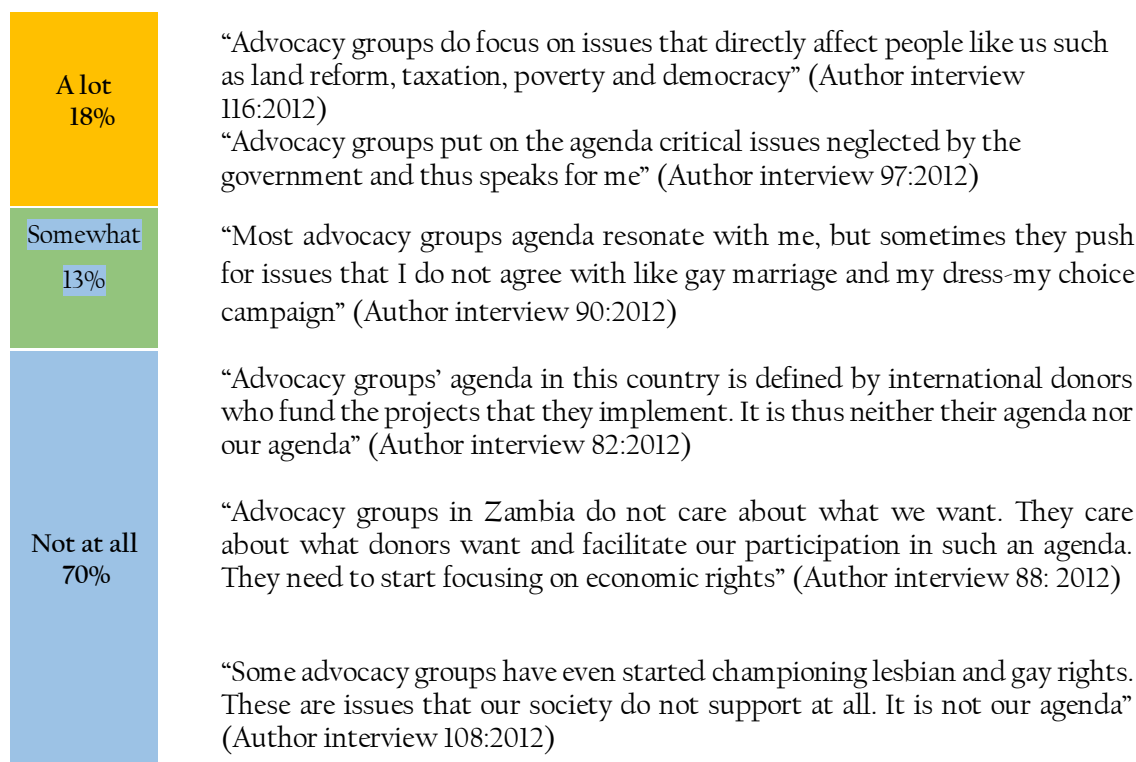 A lot
18%
“Advocacy groups do focus on issues that directly affect people like us such
as land reform, taxation, poverty and democracy” (Author interview
116:2012)
“Advocacy groups put on the agenda critical issues neglected by the
government and thus speaks for me” (Author interview 97:2012)
Somewhat
13%
“Most advocacy groups agenda resonate with me, but sometimes they push
for issues that I do not agree with like gay marriage and my dress-my choice
campaign” (Author interview 90:2012)
Not at all
70%
“Advocacy groups’ agenda in this country is defined by international donors
who fund the projects that they implement. It is thus neither their agenda nor
our agenda” (Author interview 82:2012)
“Advocacy groups in Zambia do not care about what we want. They care
about what donors want and facilitate our participation in such an agenda.
They need to start focusing on economic rights” (Author interview 88: 2012)
“Some advocacy groups have even started championing lesbian and gay rights.
These are issues that our society do not support at all. It is not our agenda”
(Author interview 108:2012)